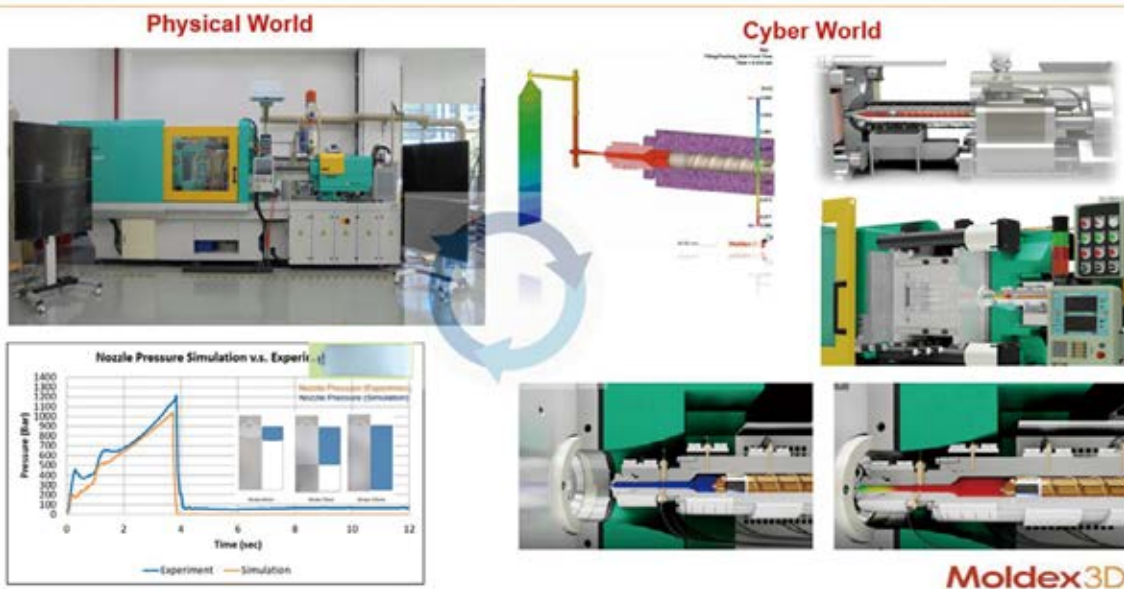 Physical World
Cyber World
Moldex3D
Nozzle Pressure Simulation v.s. Experi
Nozzle Pressure (Experiment)
Nozzle Pressure (Simulation)
Pressure (Bar)
1400
1300
1200
1100
1000
900
800
700
600
500
400
300
200
100
0
0
2
4
6
8
10
12
Time (sec)
Experiment
Simulation
Moldex3D